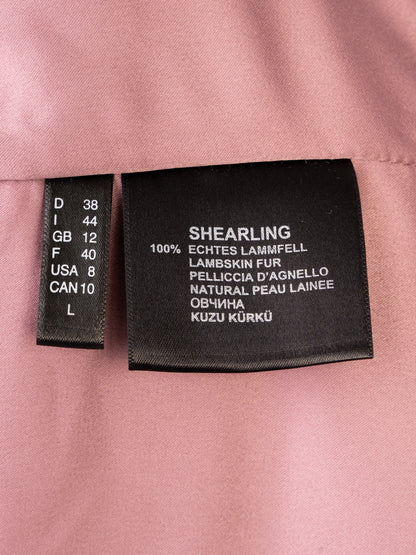 D 38
I 44
GB 12
F 40
USA 8
CAN 10
L
SHEARLING
100% ECHTES LAMMFELL
LAMBSKIN FUR
PELLICCIA D'AGNELLO
NATURAL PEAU LAINEE
ОВЧИНА
KUZU KÜRKÜ